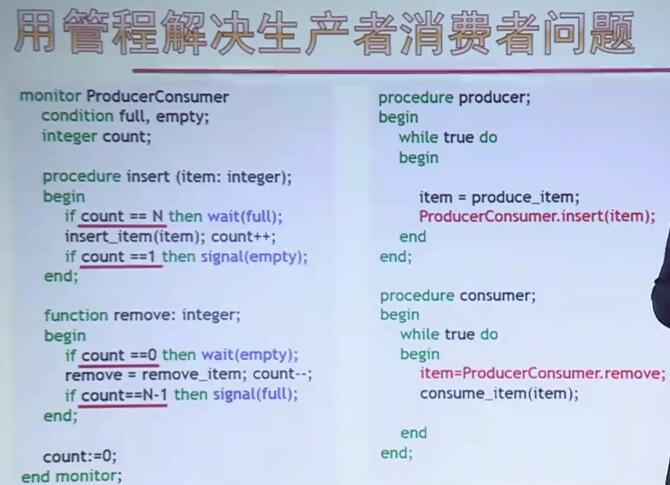 用管程解决生产者消费者问题
monitor ProducerConsumer
condition full, empty;
integer count;
procedure insert (item: integer);
begin
if count == N then wait(full);
insert_item(item); count++;
if count ==1 then signal(empty);
end;
function remove: integer;
begin
if count ==0 then wait(empty);
remove = remove_item; count--;
if count==N-1 then signal(full);
end;
count:=0;
end monitor;
procedure producer;
begin
while true do
begin
item = produce_item;
ProducerConsumer.insert(item);
end
end;
procedure consumer;
begin
while true do
begin
item=ProducerConsumer.remove;
consume_item(item);
end
end;